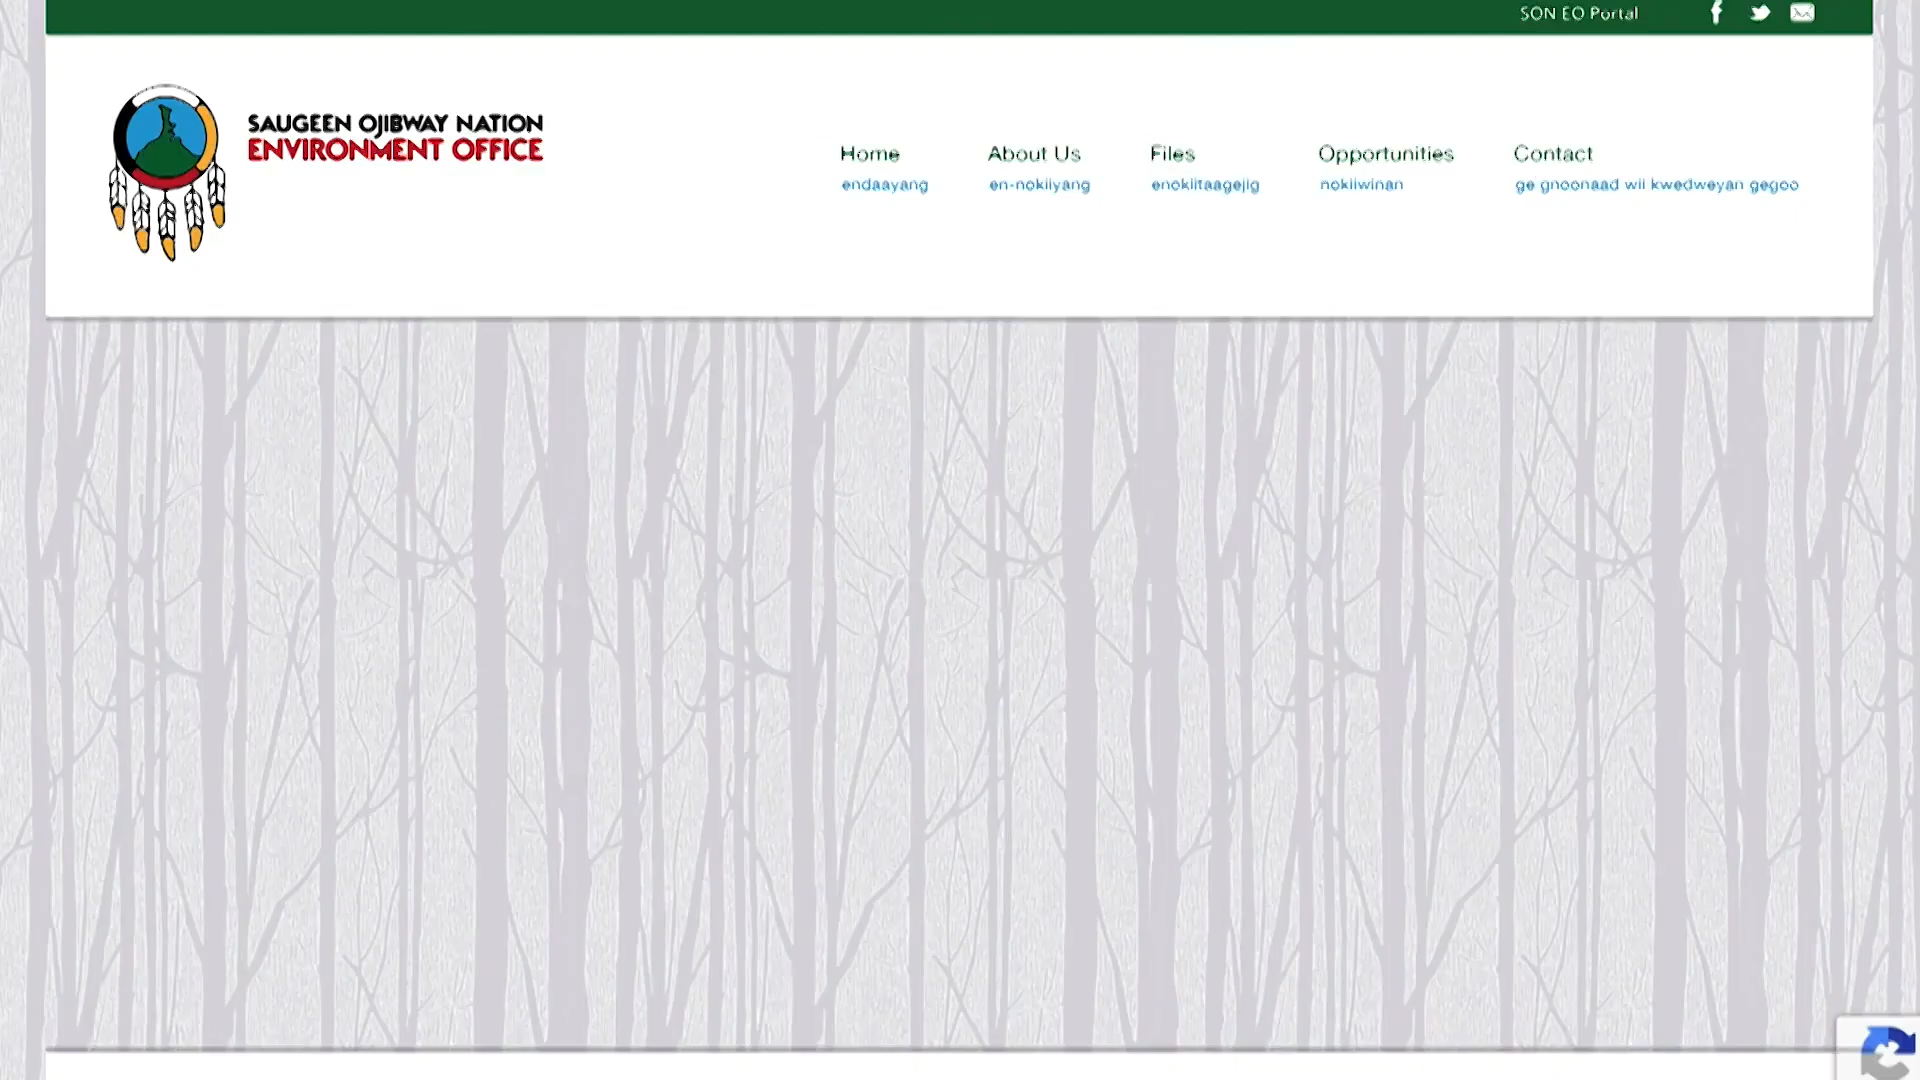 SON EO Portal
SAUGEEN OJIBWAY NATION
ENVIRONMENT OFFICE
Home
endaayang
About Us
en-nokiiyang
Files
enokiitaagejig
Opportunities
nokiiwinan
Contact
ge gnoonaad wii kwedweyan gegoo